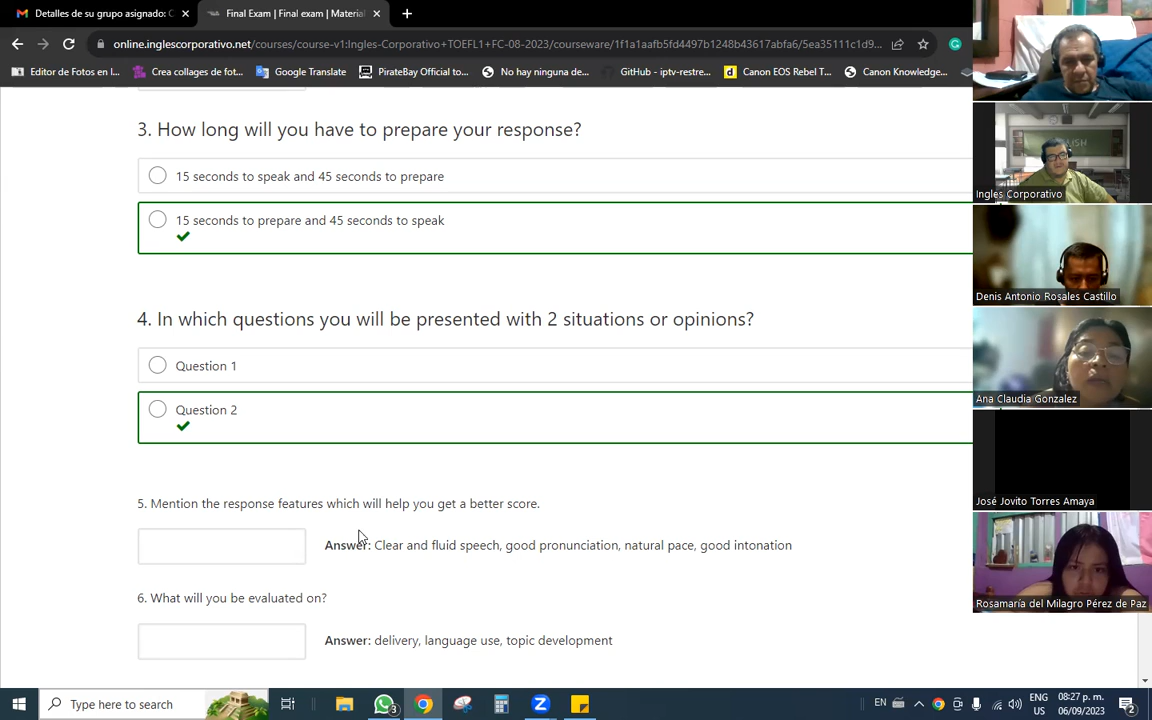 Detalles de su grupo asignado: C
Final Exam | Final exam | Material
online.inglescorporativo.net/courses/course-v1:Ingles-Corporativo+TOEFL1+FC-08-2023/courseware/1f1a1aafb5fd4497b1248b43617abfa6/5ea35111c1d9...
Editor de Fotos en l...
Crea collages de fot...
Google Translate
PirateBay Official to...
No hay ninguna de...
GitHub - iptv-restre...
Canon EOS Rebel T...
Canon Knowledge...
3. How long will you have to prepare your response?
15 seconds to speak and 45 seconds to prepare
15 seconds to prepare and 45 seconds to speak
4. In which questions you will be presented with 2 situations or opinions?
Question 1
Question 2
5. Mention the response features which will help you get a better score.
Answer: Clear and fluid speech, good pronunciation, natural pace, good intonation
6. What will you be evaluated on?
Answer: delivery, language use, topic development
Ingles Corporativo
Denis Antonio Rosales Castillo
Ana Claudia Gonzalez
José Jovito Torres Amaya
Rosamaría del Milagro Pérez de Paz
Type here to search
3
EN
ENG
US
08:27 p. m.
06/09/2023
2